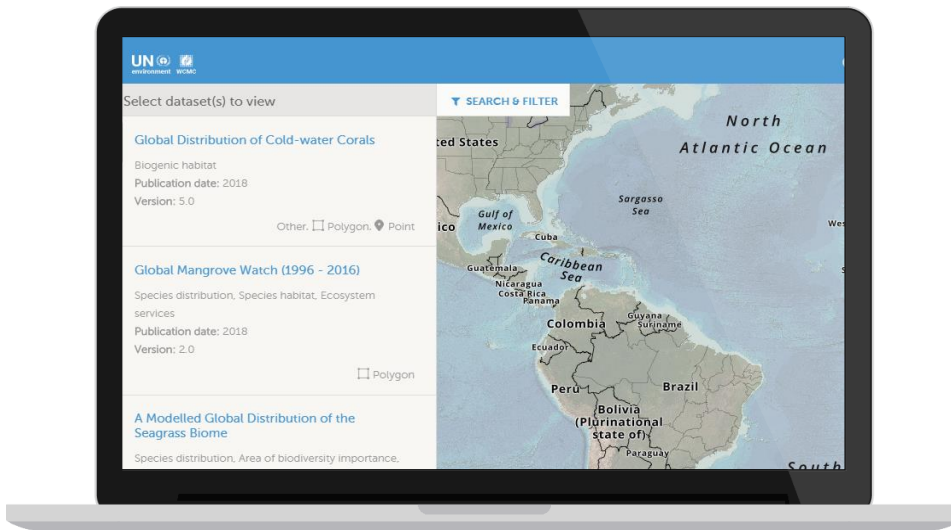 UN
environment WCMC
Select dataset(s) to view
SEARCH & FILTER
Global Distribution of Cold-water Corals
Biogenic habitat
Publication date: 2018
Version: 5.0
Other, Polygon, Point
Global Mangrove Watch (1996 - 2016)
Species distribution, Species habitat, Ecosystem
services
Publication date: 2018
Version: 2.0
Polygon
A Modelled Global Distribution of the
Seagrass Biome
Species distribution, Area of biodiversity importance,
North
Atlantic Ocean
ted States
Sargasso
Sea
Gulf of
Mexico
ico
Wes
Cuba
Caribbean
Sea
Guatemala
Nicaragua
Costa Rica
Panama
Guyana
Suriname
Colombia
Ecuador
Peru
Brazil
Bolivia
(Plurinational
state of)
Paraguay
South